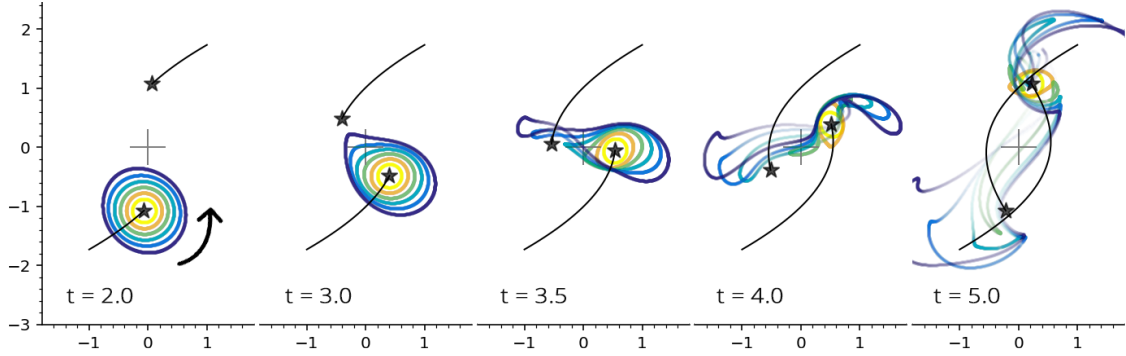 2
1
0
−1
−2
−3
t = 2.0
t = 3.0
t = 3.5
t = 4.0
t = 5.0
−1 0 1 −1 0 1 −1 0 1 −1 0 1 −1 0 1